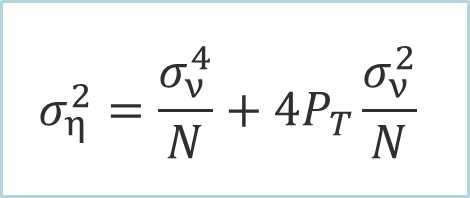 σ_η^2 = σ_ν^4/N + 4P_T σ_ν^2/N